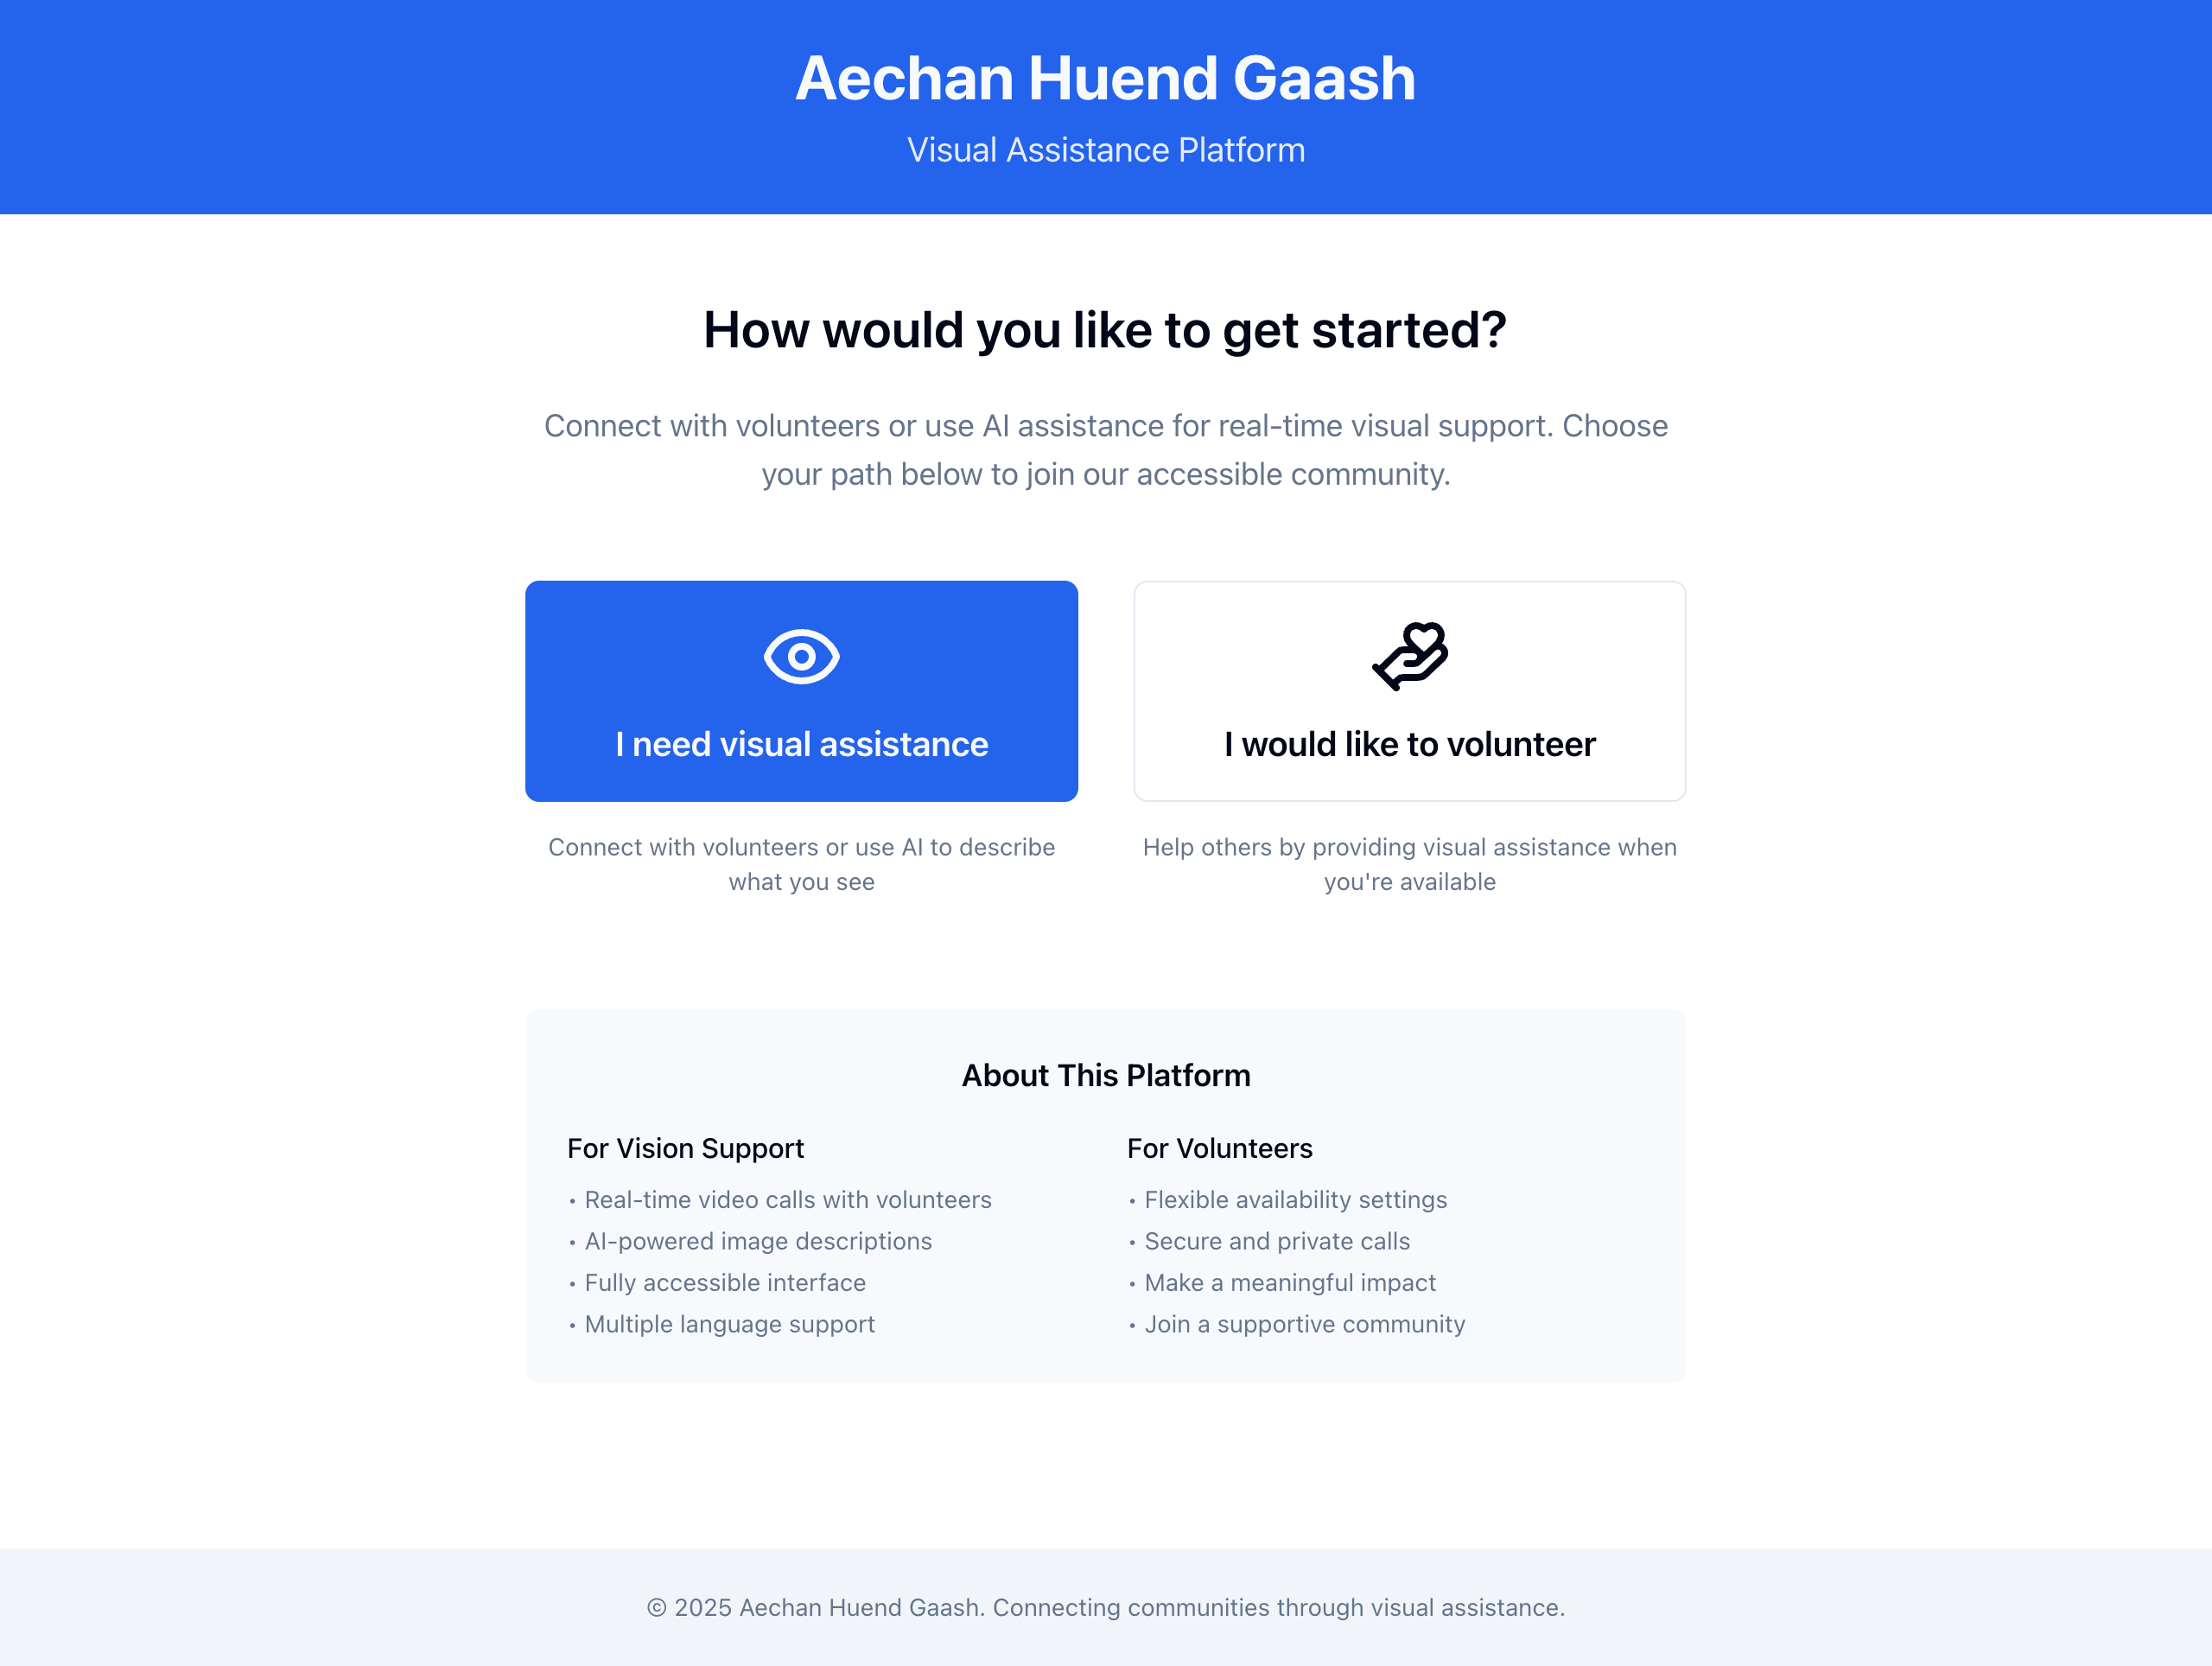 Aechan Huend Gaash
Visual Assistance Platform
How would you like to get started?
Connect with volunteers or use AI assistance for real-time visual support. Choose
your path below to join our accessible community.
I need visual assistance
Connect with volunteers or use AI to describe
what you see
I would like to volunteer
Help others by providing visual assistance when
you're available
About This Platform
For Vision Support
• Real-time video calls with volunteers
• AI-powered image descriptions
• Fully accessible interface
• Multiple language support
For Volunteers
• Flexible availability settings
• Secure and private calls
• Make a meaningful impact
• Join a supportive community
© 2025 Aechan Huend Gaash. Connecting communities through visual assistance.